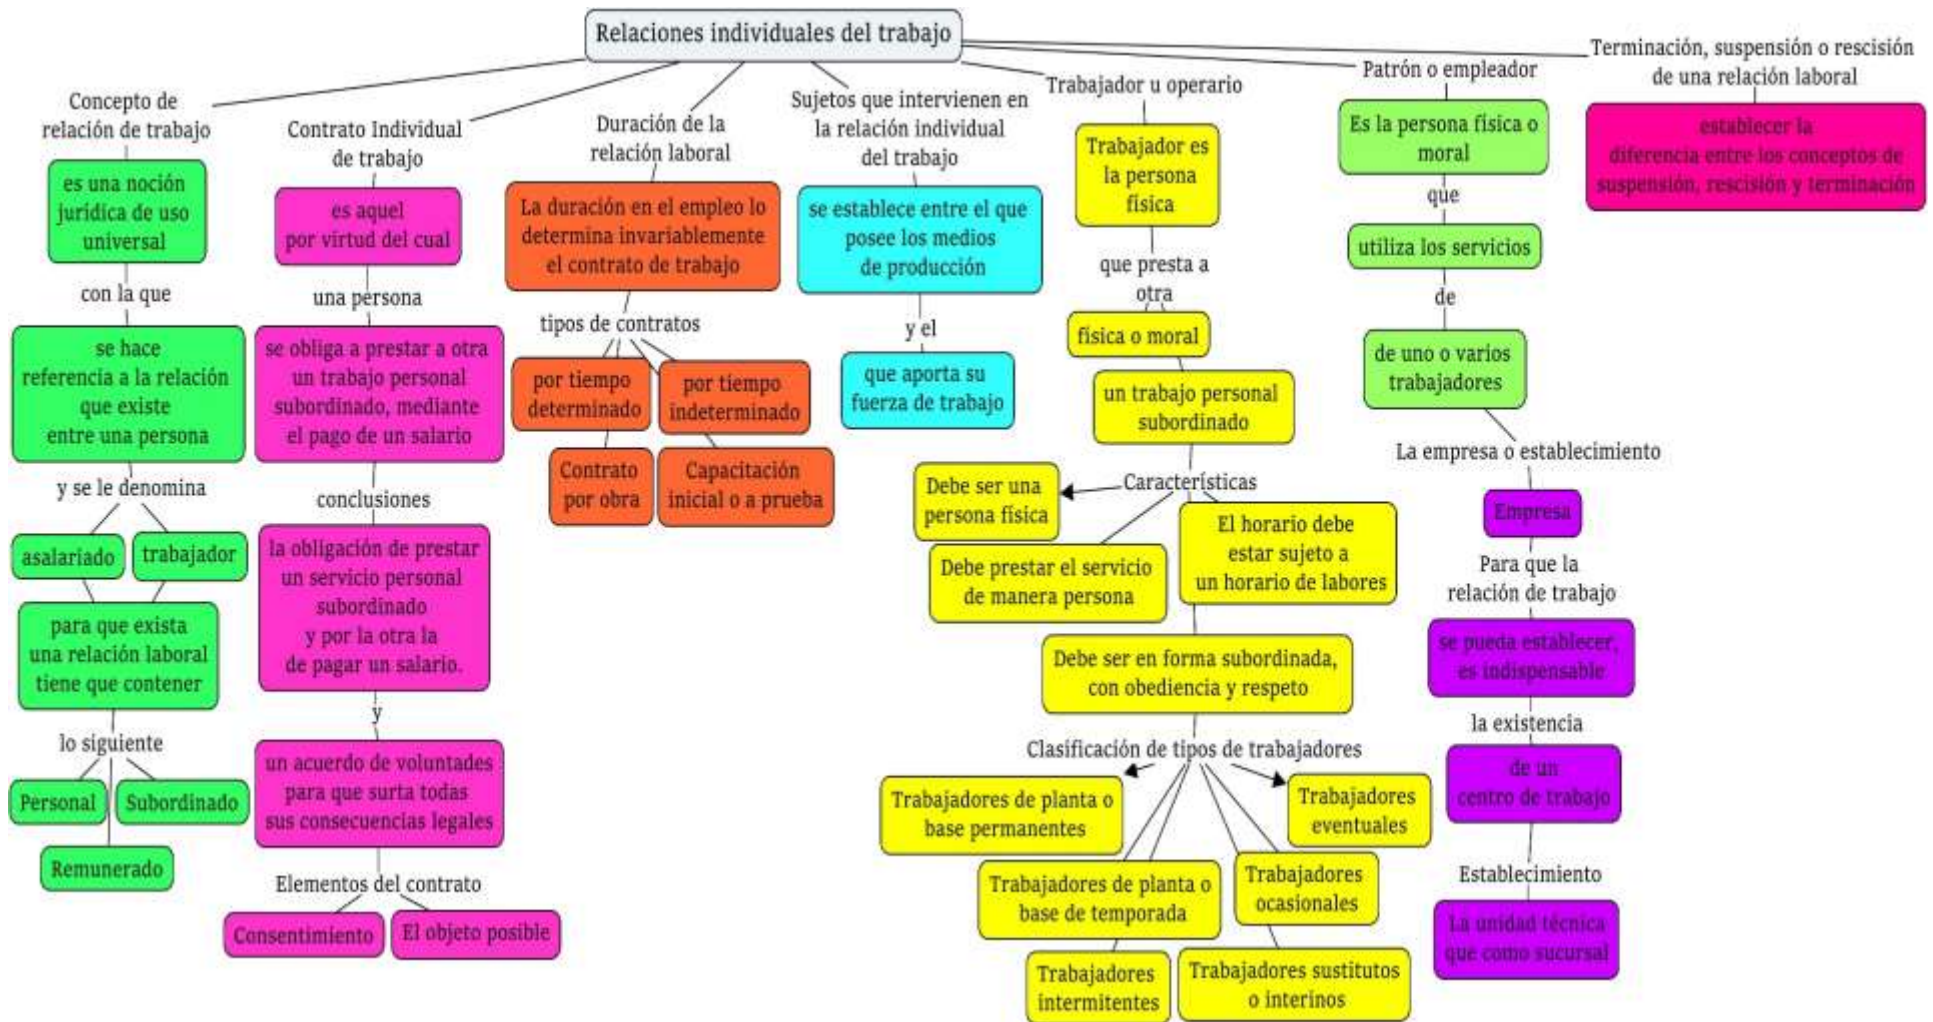 Relaciones individuales del trabajo
Concepto de
relación de trabajo
es una noción
jurídica de uso
universal
con la que
se hace
referencia a la relación
que existe
entre una persona
y se le denomina
asalariado
trabajador
para que exista
una relación laboral
tiene que contener
lo siguiente
Personal
Subordinado
Remunerado
Contrato Individual
de trabajo
es aquel
por virtud del cual
una persona
se obliga a prestar a otra
un trabajo personal
subordinado, mediante
el pago de un salario
conclusiones
la obligación de prestar
un servicio personal
subordinado
y por la otra la
de pagar un salario.
y
un acuerdo de voluntades
para que surta todas
sus consecuencias legales
Elementos del contrato
Consentimiento
El objeto posible
Duración de la
relación laboral
La duración en el empleo lo
determina invariablemente
el contrato de trabajo
tipos de contratos
por tiempo
determinado
por tiempo
indeterminado
Contrato
por obra
Capacitación
inicial o a prueba
Sujetos que intervienen en
la relación individual
del trabajo
se establece entre el que
posee los medios
de producción
y el
que aporta su
fuerza de trabajo
Trabajador u operario
Trabajador es
la persona
física
que presta a
otra
física o moral
un trabajo personal
subordinado
Características
Debe ser una
persona física
Debe prestar el servicio
de manera persona
El horario debe
estar sujeto a
un horario de labores
Debe ser en forma subordinada,
con obediencia y respeto
Clasificación de tipos de trabajadores
Trabajadores de planta o
base permanentes
Trabajadores
eventuales
Trabajadores de planta o
base de temporada
Trabajadores
ocasionales
Trabajadores
intermitentes
Trabajadores sustitutos
o interinos
Patrón o empleador
Es la persona física o
moral
que
utiliza los servicios
de
de uno o varios
trabajadores
La empresa o establecimiento
Empresa
Para que la
relación de trabajo
se pueda establecer,
es indispensable
la existencia
de un
centro de trabajo
Establecimiento
La unidad técnica
que como sucursal
Terminación, suspensión o rescisión
de una relación laboral
establecer la
diferencia entre los conceptos de
suspensión, rescisión y terminación